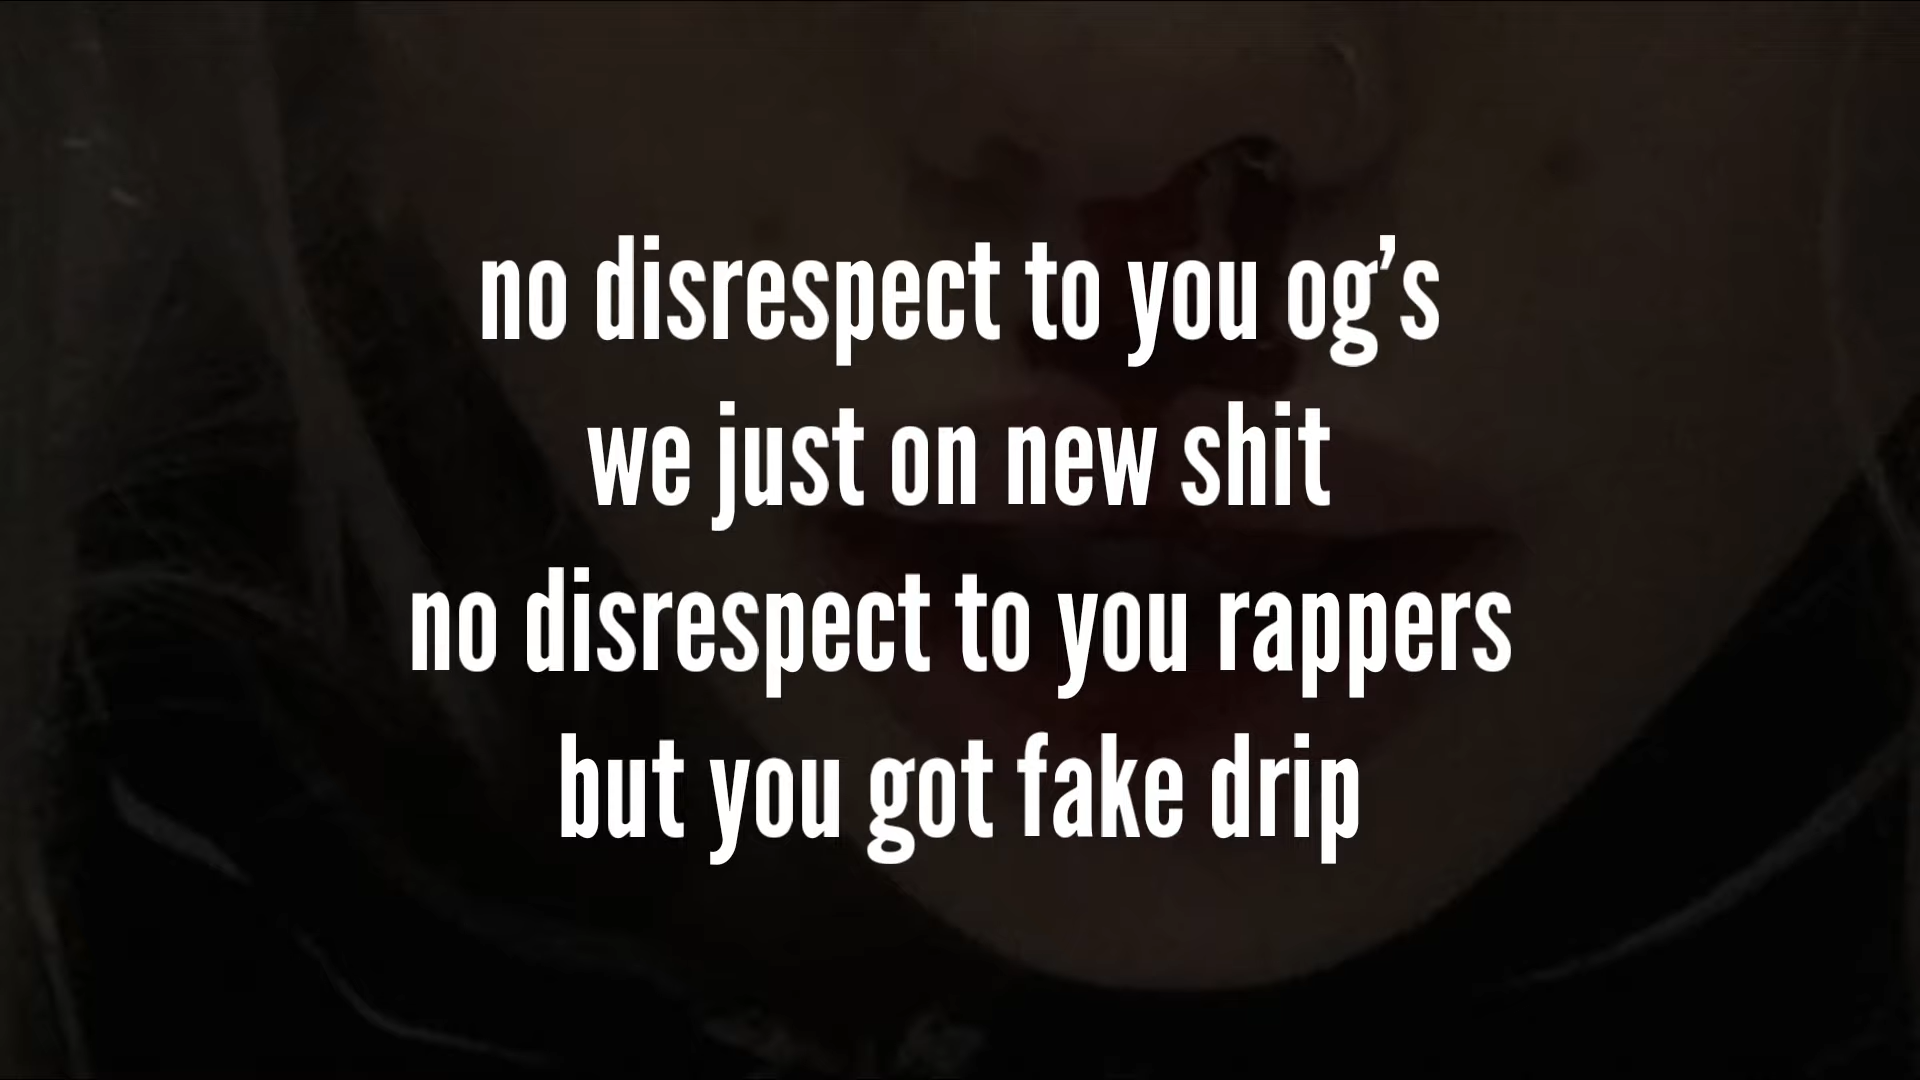 no disrespect to you og’s
we just on new shit
no disrespect to you rappers
but you got fake drip